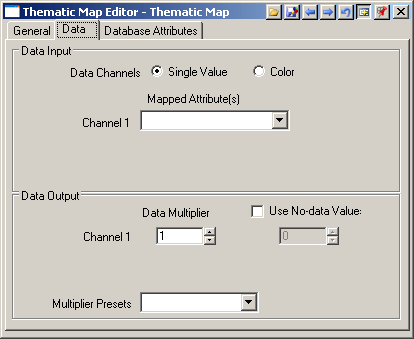 Thematic Map Editor - Thematic Map
General Data Database Attributes
Data Input
Data Channels Single Value Color
Mapped Attribute(s)
Channel 1
Data Output
Data Multiplier Use No-data Value:
Channel 1 1 0
Multiplier Presets